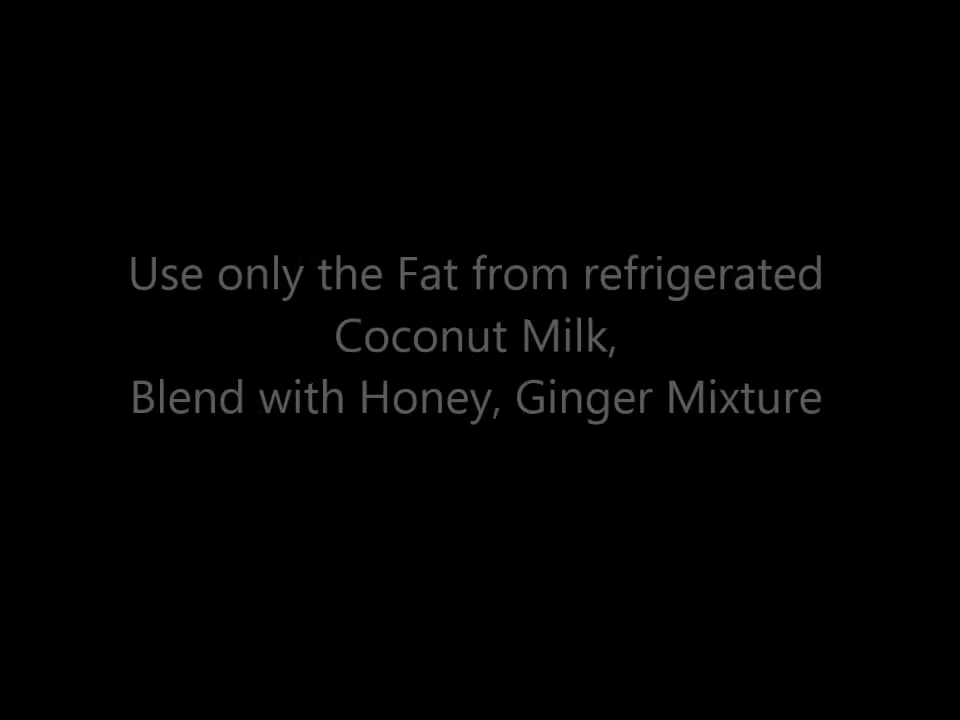 Use only the Fat from refrigerated
Coconut Milk,
Blend with Honey, Ginger Mixture